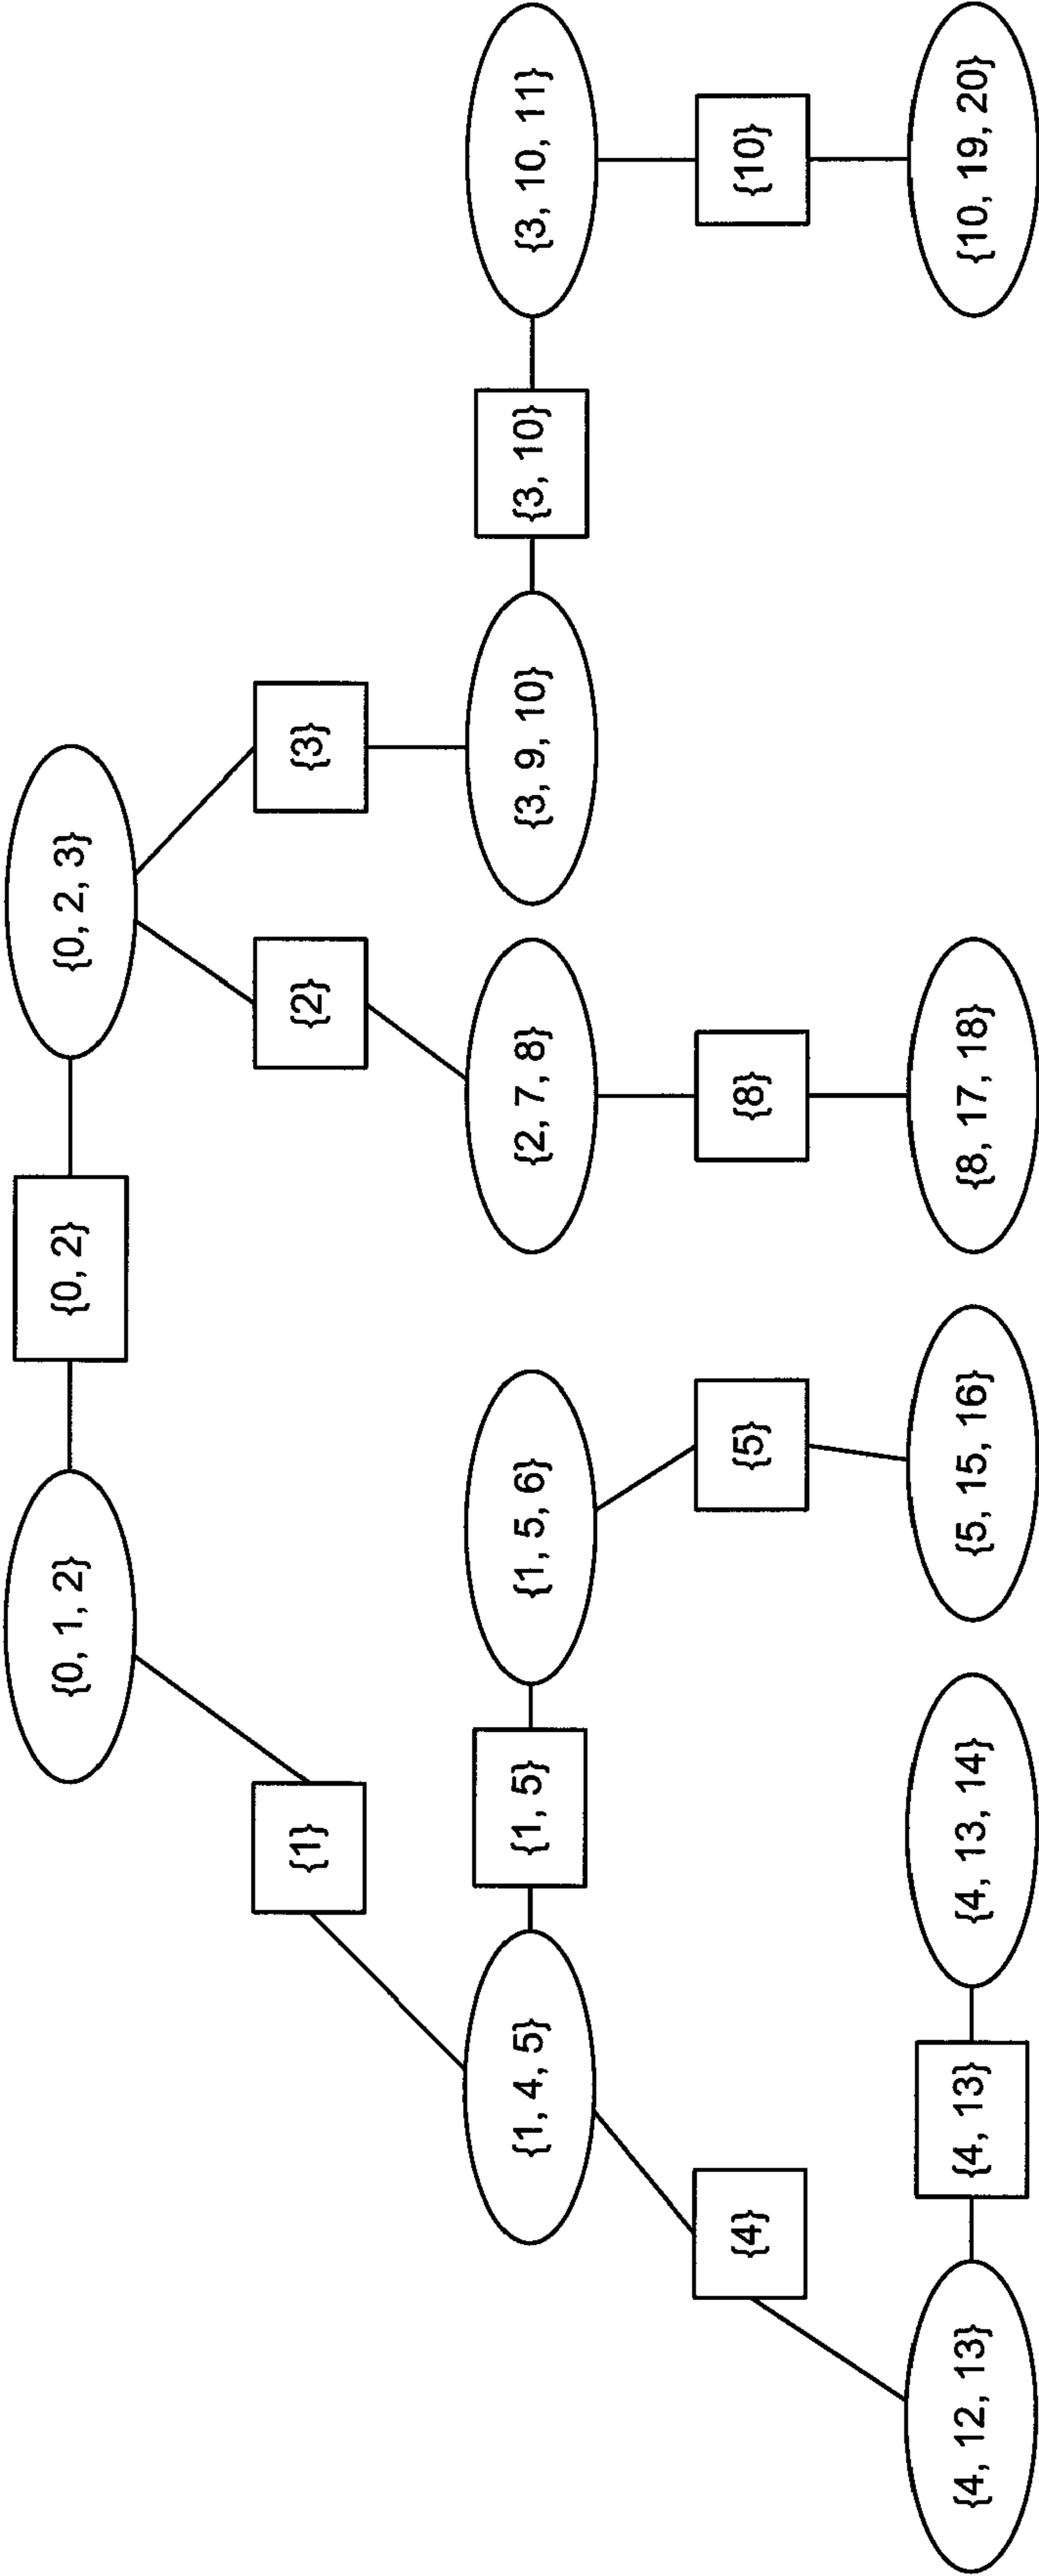 {0, 1, 2}
{0, 2}
{0, 2, 3}
{1}
{2}
{3}
{1, 4, 5}
{1, 5}
{1, 5, 6}
{2, 7, 8}
{3, 9, 10}
{3, 10}
{3, 10, 11}
{4}
{5}
{8}
{10}
{4, 12, 13}
{4, 13}
{4, 13, 14}
{5, 15, 16}
{8, 17, 18}
{10, 19, 20}